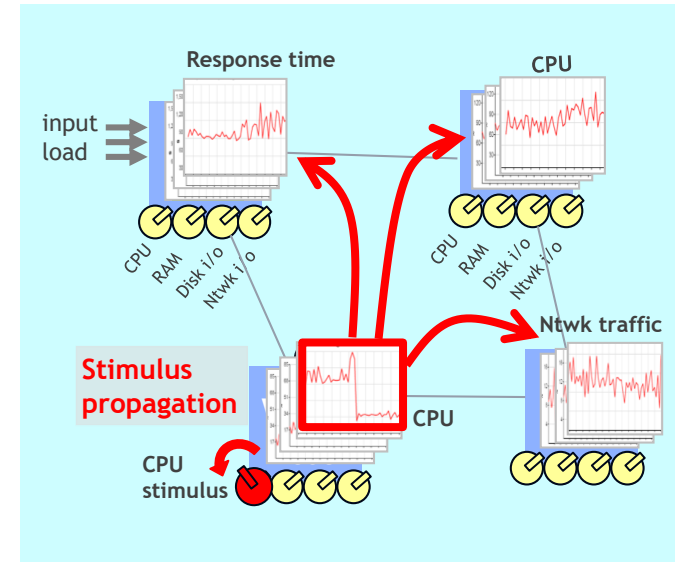 Response time
CPU
input
load
CPU
RAM
Disk i/o
Ntwk i/o
CPU
RAM
Disk i/o
Ntwk i/o
Ntwk traffic
Stimulus
propagation
CPU
CPU
stimulus